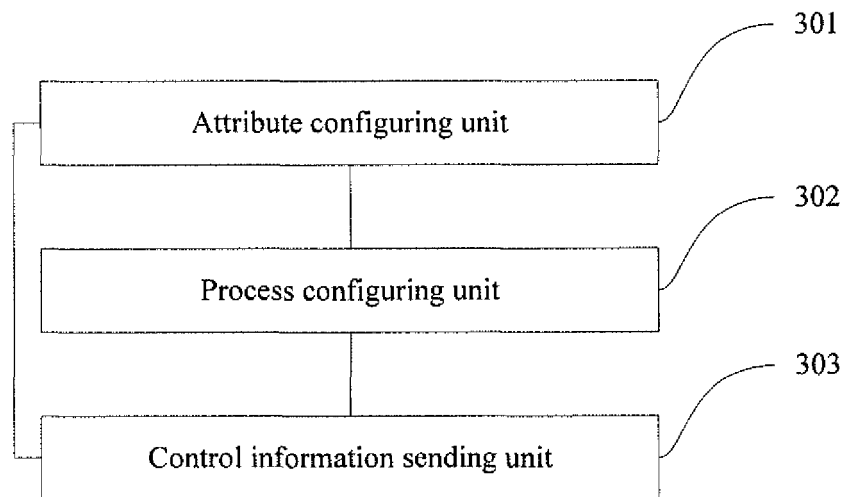 301
Attribute configuring unit
302
Process configuring unit
303
Control information sending unit